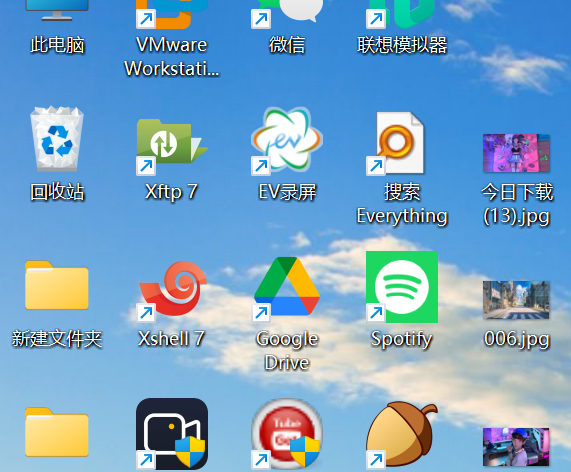 此电脑
VMware
Workstati...
微信
联想模拟器
回收站
Xftp 7
EV录屏
搜索
Everything
今日下载
(13).jpg
新建文件夹
Xshell 7
Google
Drive
Spotify
006.jpg
Tube
Get